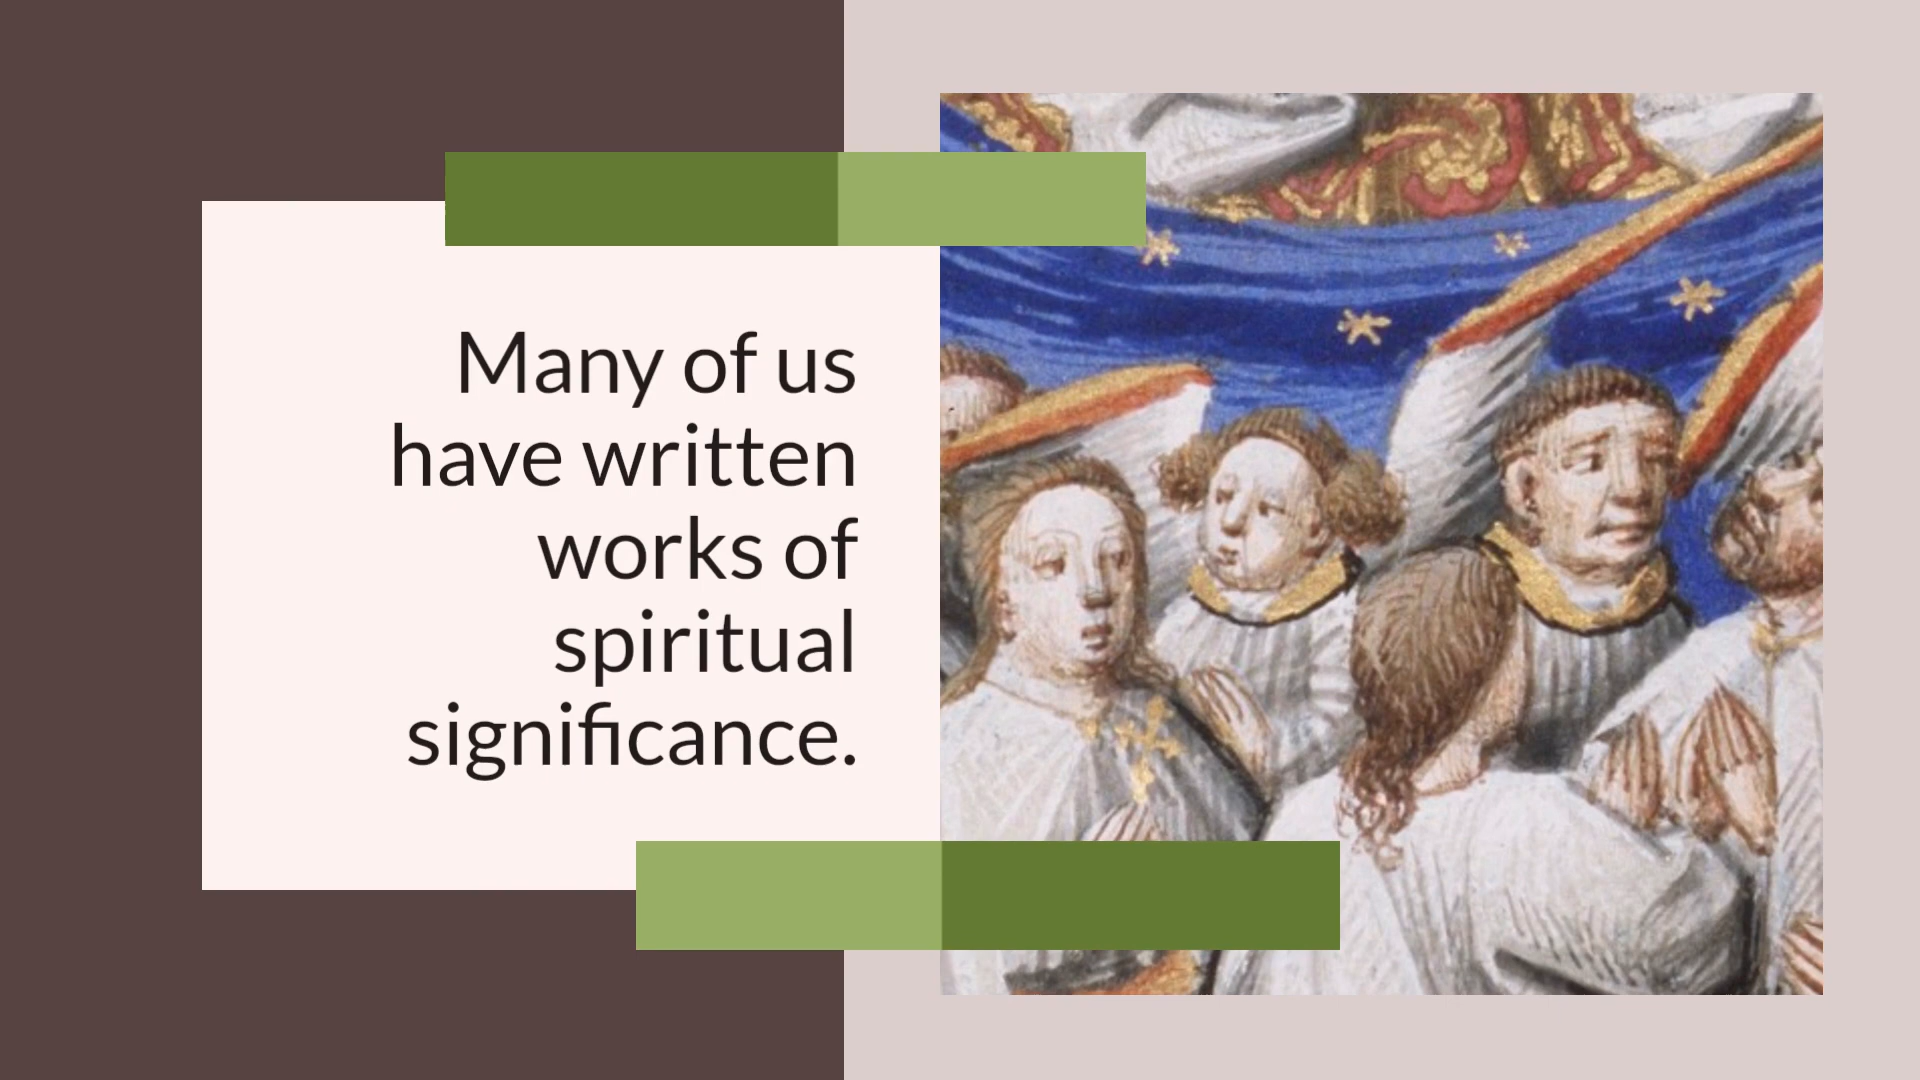 Many of us
have written
works of
spiritual
significance.